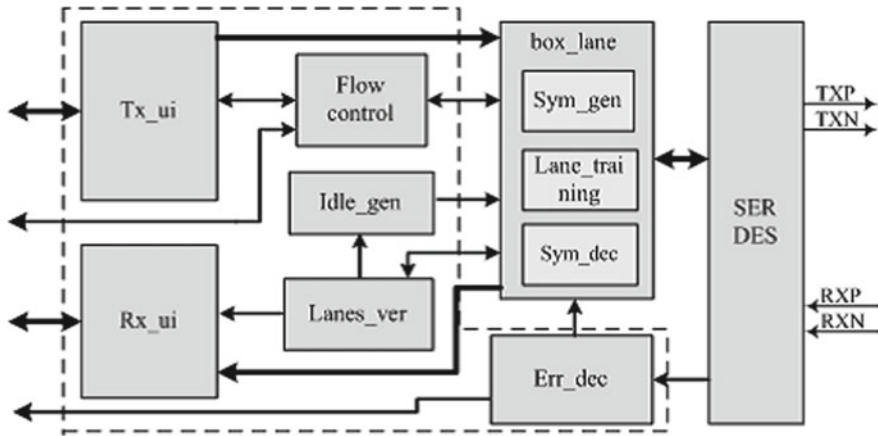 Tx_ui
Flow
control
box_lane
Sym_gen
Lane_trai
ning
Sym_dec
Idle_gen
Lanes_ver
Rx_ui
Err_dec
SER
DES
TXP
TXN
RXP
RXN